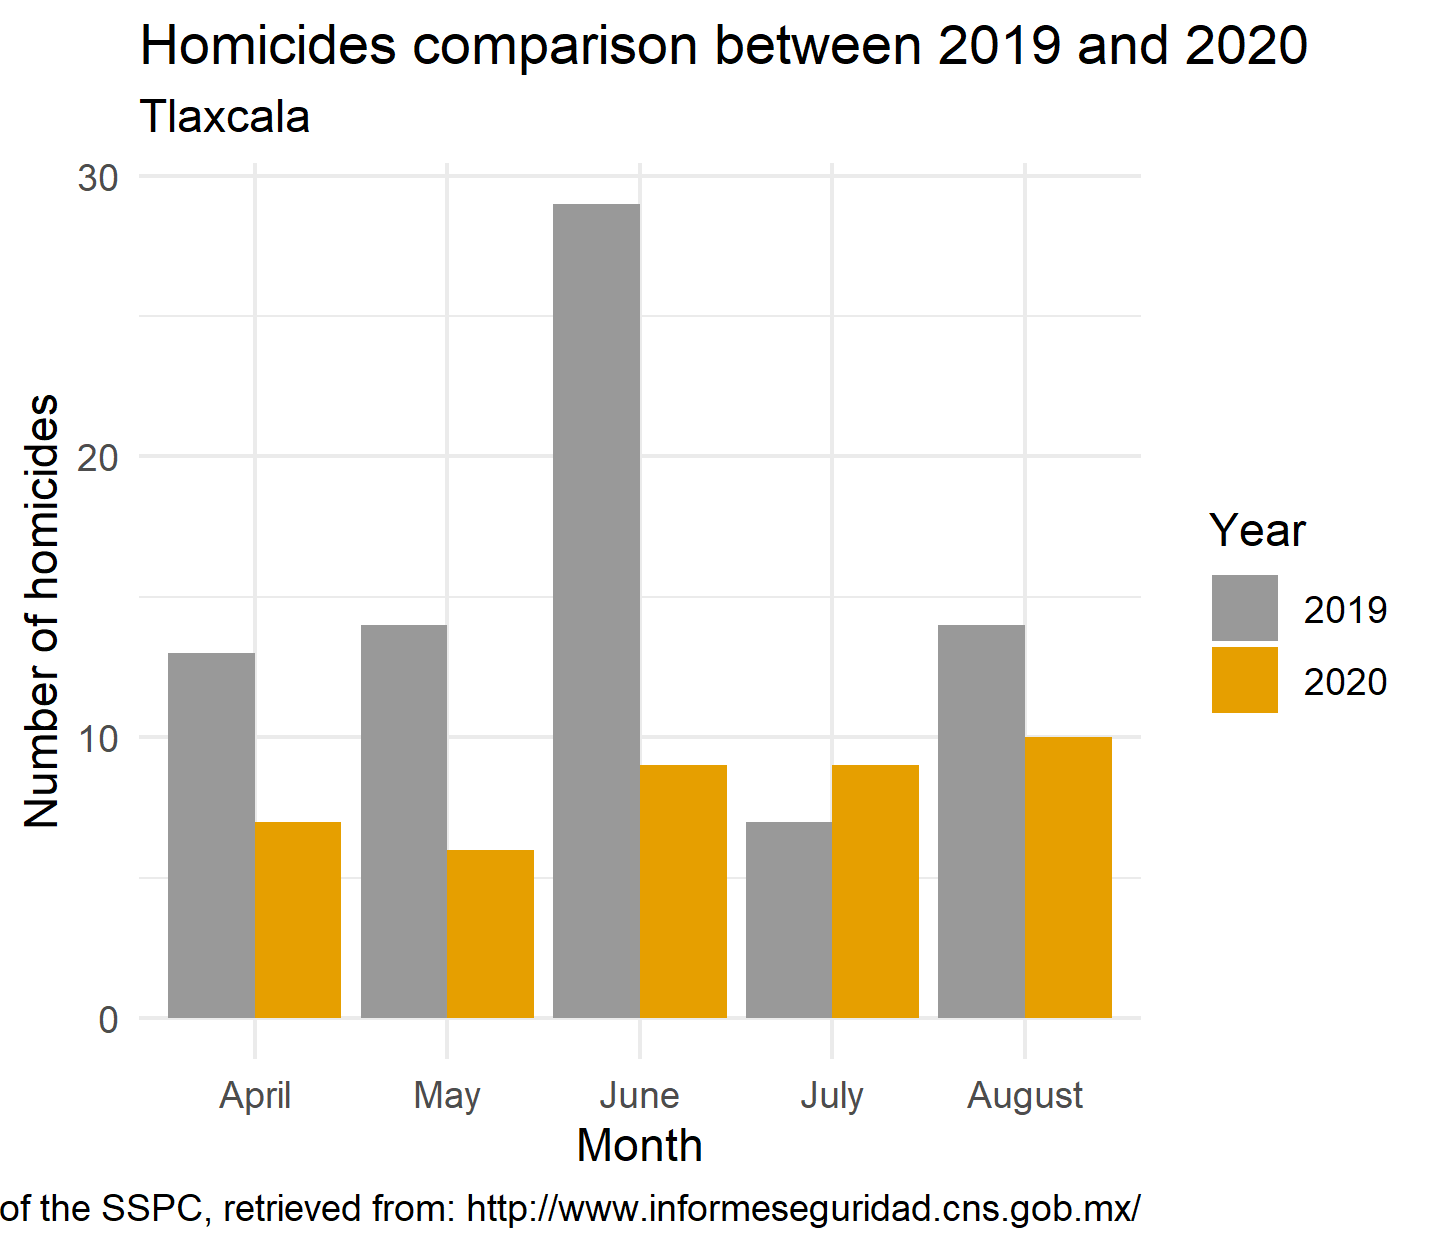 Homicides comparison between 2019 and 2020
Tlaxcala
30
20
10
0
Number of homicides
April May June July August
Month
Year
2019
2020
of the SSPC, retrieved from: http://www.informeseguridad.cns.gob.mx/